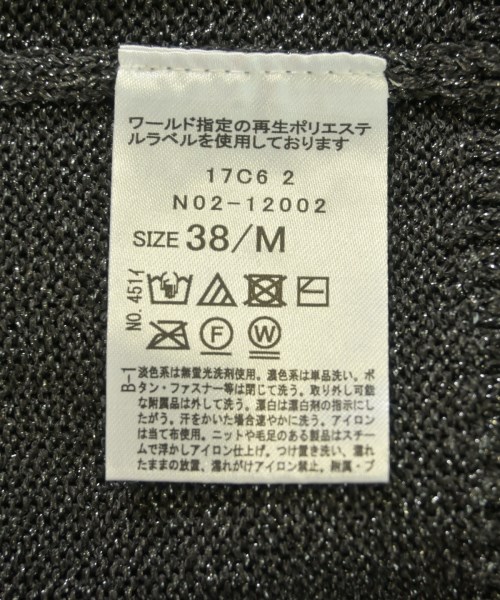 ワールド指定の再生ポリエステ
ルラベルを使用しております
17C6 2
N02-12002
SIZE 38/M
NO. 451イ
F W
B-1
淡色系は無蛍光洗剤使用。濃色系は単品洗い。ボ
タン・ファスナー等は閉じて洗う。取り外し可能
な附属品は外して洗う。漂白は漂白剤の指示にし
たがう。汗をかいた場合速やかに洗う。アイロン
は当て布使用。ニットや毛足のある製品はスチー
ムで浮かしアイロン仕上げ。つけ置き洗い、濡れ
たままの放置、濡れがけアイロン禁止。附属・プ